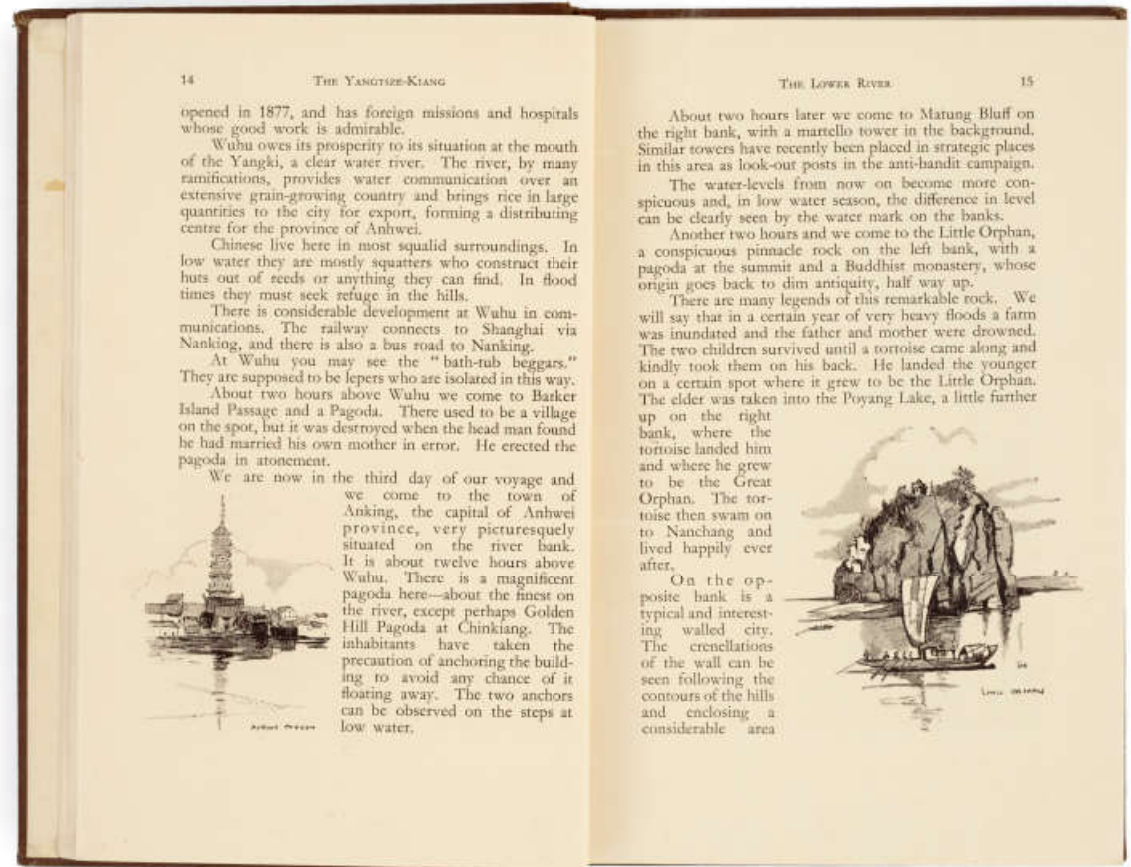 14
THE YANGTSZE-KIANG
opened in 1877, and has foreign missions and hospitals
whose good work is admirable.
Wuhu owes its prosperity to its situation at the mouth
of the Yangki, a clear water river. The river, by many
ramifications, provides water communication over an
extensive grain-growing country and brings rice in large
quantities to the city for export, forming a distributing
centre for the province of Anhwei.
Chinese live here in most squalid surroundings. In
low water they are mostly squatters who construct their
huts out of reeds or anything they can find. In flood
times they must seek refuge in the hills.
There is considerable development at Wuhu in com-
munications. The railway connects to Shanghai via
Nanking, and there is also a bus road to Nanking.
At Wuhu you may see the "bath-tub beggars."
They are supposed to be lepers who are isolated in this way.
About two hours above Wuhu we come to Barker
Island Passage and a Pagoda. There used to be a village
on the spot, but it was destroyed when the head man found
he had married his own mother in error. He erected the
pagoda in atonement.
We are now in the third day of our voyage and
we come to the town of
Anking, the capital of Anhwei
province, very picturesquely
situated on the river bank.
It is about twelve hours above
Wuhu. There is a magnificent
pagoda here—about the finest on
the river, except perhaps Golden
Hill Pagoda at Chinkiang. The
inhabitants have taken the
precaution of anchoring the build-
ing to avoid any chance of it
floating away. The two anchors
can be observed on the steps at
low water.
THE LOWER RIVER
15
About two hours later we come to Matung Bluff on
the right bank, with a martello tower in the background.
Similar towers have recently been placed in strategic places
in this area as look-out posts in the anti-bandit campaign.
The water-levels from now on become more con-
spicuous and, in low water season, the difference in level
can be clearly seen by the water mark on the banks.
Another two hours and we come to the Little Orphan,
a conspicuous pinnacle rock on the left bank, with a
pagoda at the summit and a Buddhist monastery, whose
origin goes back to dim antiquity, half way up.
There are many legends of this remarkable rock. We
will say that in a certain year of very heavy floods a farm
was inundated and the father and mother were drowned.
The two children survived until a tortoise came along and
kindly took them on his back. He landed the younger
on a certain spot where it grew to be the Little Orphan.
The elder was taken into the Poyang Lake, a little further
up on the right
bank, where the
tortoise landed him
and where he grew
to be the Great
Orphan. The tor-
toise then swam on
to Nanchang and
lived happily ever
after.
On the op-
posite bank is a
typical and interest-
ing walled city.
The crenellations
of the wall can be
seen following the
contours of the hills
and enclosing a
considerable area